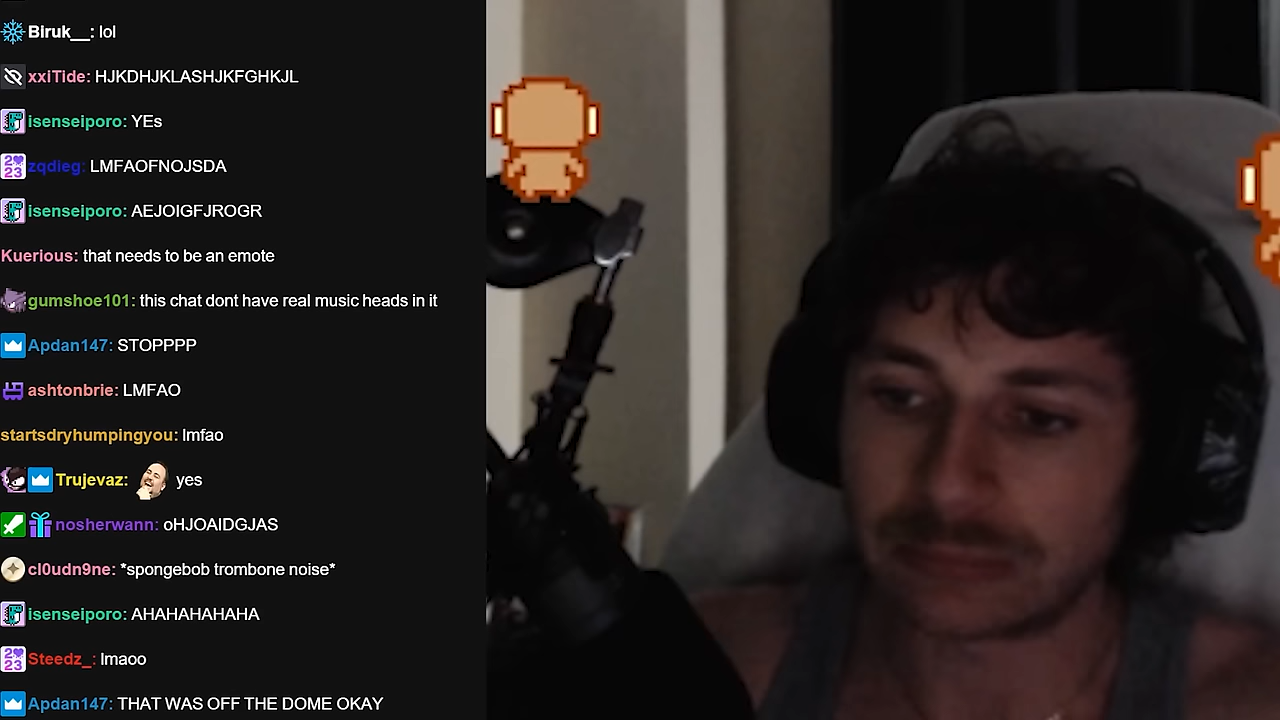 Biruk__: lol
xxiTide: HJKDHJKLASHJKFGHKJL
isenseiporo: YEs
zqdieg: LMFAOFNOJSDA
isenseiporo: AEJOIGFJROGR
Kuerious: that needs to be an emote
gumshoe101: this chat dont have real music heads in it
Apdan147: STOPPPP
ashtonbrie: LMFAO
startsdryhumpingyou: lmfao
Trujevaz: yes
nosherwann: oHJOAIDGJAS
cl0udn9ne: *spongebob trombone noise*
isenseiporo: AHAHAHAHAHA
Steedz_: lmaoo
Apdan147: THAT WAS OFF THE DOME OKAY